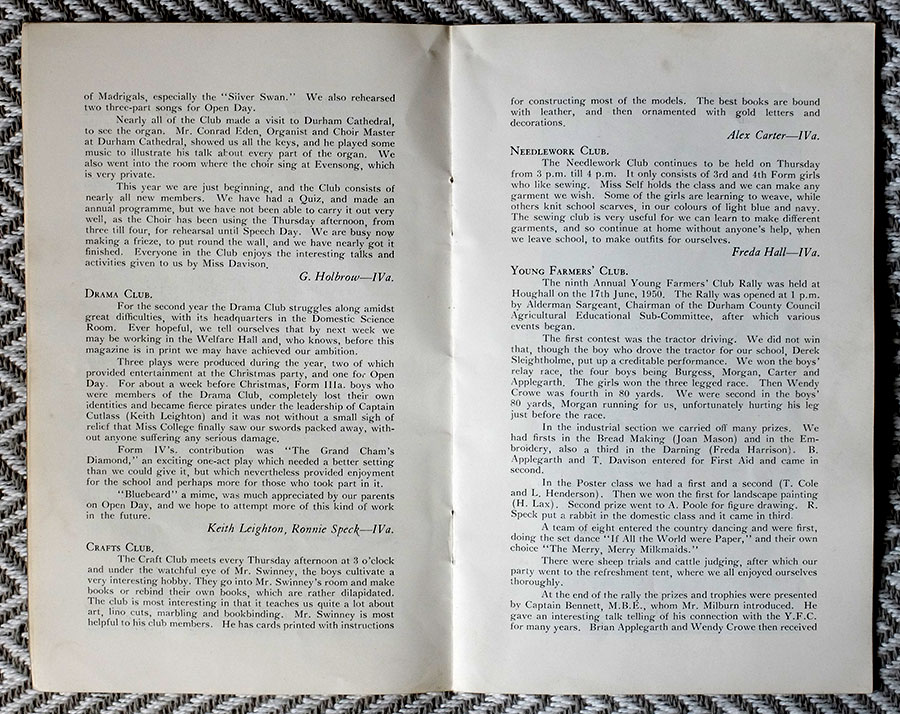 of Madrigals, especially the "Silver Swan." We also rehearsed
two three-part songs for Open Day.
Nearly all of the Club made a visit to Durham Cathedral,
to see the organ. Mr. Conrad Eden, Organist and Choir Master
at Durham Cathedral, showed us all the keys, and he played some
music to illustrate his talk about every part of the organ. We
also went into the room where the choir sing at Evensong, which
is very private.
This year we are just beginning, and the Club consists of
nearly all new members. We have had a Quiz, and made an
annual programme, but we have not been able to carry it out very
well, as the Choir has been using the Thursday afternoon, from
three till four, for rehearsal until Speech Day. We are busy now
making a frieze, to put round the wall, and we have nearly got it
finished. Everyone in the Club enjoys the interesting talks and
activities given to us by Miss Davison.
G. Holbrow—IVa.
DRAMA CLUB.
For the second year the Drama Club struggles along amidst
great difficulties, with its headquarters in the Domestic Science
Room. Ever hopeful, we tell ourselves that by next week we
may be working in the Welfare Hall and, who knows, before this
magazine is in print we may have achieved our ambition.
Three plays were produced during the year, two of which
provided entertainment at the Christmas party, and one for Open
Day. For about a week before Christmas, Form IIIa. boys who
were members of the Drama Club, completely lost their own
identities and became fierce pirates under the leadership of Captain
Cutlass (Keith Leighton) and it was not without a small sigh of
relief that Miss College finally saw our swords packed away, with-
out anyone suffering any serious damage.
Form IV's. contribution was "The Grand Cham's
Diamond," an exciting one-act play which needed a better setting
than we could give it, but which nevertheless provided enjoyment
for the school and perhaps more for those who took part in it.
"Bluebeard" a mime, was much appreciated by our parents
on Open Day, and we hope to attempt more of this kind of work
in the future.
Keith Leighton, Ronnie Speck—IVa.
CRAFTS CLUB.
The Craft Club meets every Thursday afternoon at 3 o'clock
and under the watchful eye of Mr. Swinney, the boys cultivate a
very interesting hobby. They go into Mr. Swinney's room and make
books or rebind their own books, which are rather dilapidated.
The club is most interesting in that it teaches us quite a lot about
art, lino cuts, marbling and bookbinding. Mr. Swinney is most
helpful to his club members. He has cards printed with instructions
for constructing most of the models. The best books are bound
with leather, and then ornamented with gold letters and
decorations.
Alex Carter—IVa.
NEEDLEWORK CLUB.
The Needlework Club continues to be held on Thursday
from 3 p.m. till 4 p.m. It only consists of 3rd and 4th Form girls
who like sewing. Miss Self holds the class and we can make any
garment we wish. Some of the girls are learning to weave, while
others knit school scarves, in our colours of light blue and navy.
The sewing club is very useful for we can learn to make different
garments, and so continue at home without anyone's help, when
we leave school, to make outfits for ourselves.
Freda Hall—IVa.
YOUNG FARMERS' CLUB.
The ninth Annual Young Farmers' Club Rally was held at
Houghall on the 17th June, 1950. The Rally was opened at 1 p.m.
by Alderman Sargeant, Chairman of the Durham County Council
Agricultural Educational Sub-Committee, after which various
events began.
The first contest was the tractor driving. We did not win
that, though the boy who drove the tractor for our school, Derek
Sleightholme, put up a creditable performance. We won the boys'
relay race, the four boys being Burgess, Morgan, Carter and
Applegarth. The girls won the three legged race. Then Wendy
Crowe was fourth in 80 yards. We were second in the boys'
80 yards, Morgan running for us, unfortunately hurting his leg
just before the race.
In the industrial section we carried off many prizes. We
had firsts in the Bread Making (Joan Mason) and in the Em-
broidery, also a third in the Darning (Freda Harrison). B.
Applegarth and T. Davison entered for First Aid and came in
second.
In the Poster class we had a first and a second (T. Cole
and L. Henderson). Then we won the first for landscape painting
(H. Lax). Second prize went to A. Poole for figure drawing. R.
Speck put a rabbit in the domestic class and it came in third.
A team of eight entered the country dancing and were first,
doing the set dance "If All the World were Paper," and their own
choice "The Merry, Merry Milkmaids."
There were sheep trials and cattle judging, after which our
party went to the refreshment tent, where we all enjoyed ourselves
thoroughly.
At the end of the rally the prizes and trophies were presented
by Captain Bennett, M.B.E., whom Mr. Milburn introduced. He
gave an interesting talk telling of his connection with the Y.F.C.
for many years. Brian Applegarth and Wendy Crowe then received